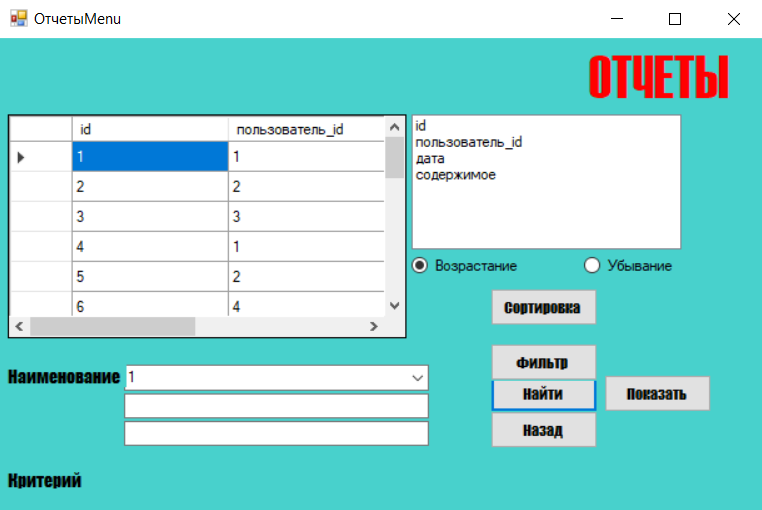 ОтчетыMenu
ОТЧЕТЫ
id пользователь_id
1 1
2 2
3 3
4 1
5 2
6 4
id
пользователь_id
дата
содержимое
Возрастание Убывание
Сортировка
Фильтр
Наименование 1
Найти Показать
Назад
Критерий